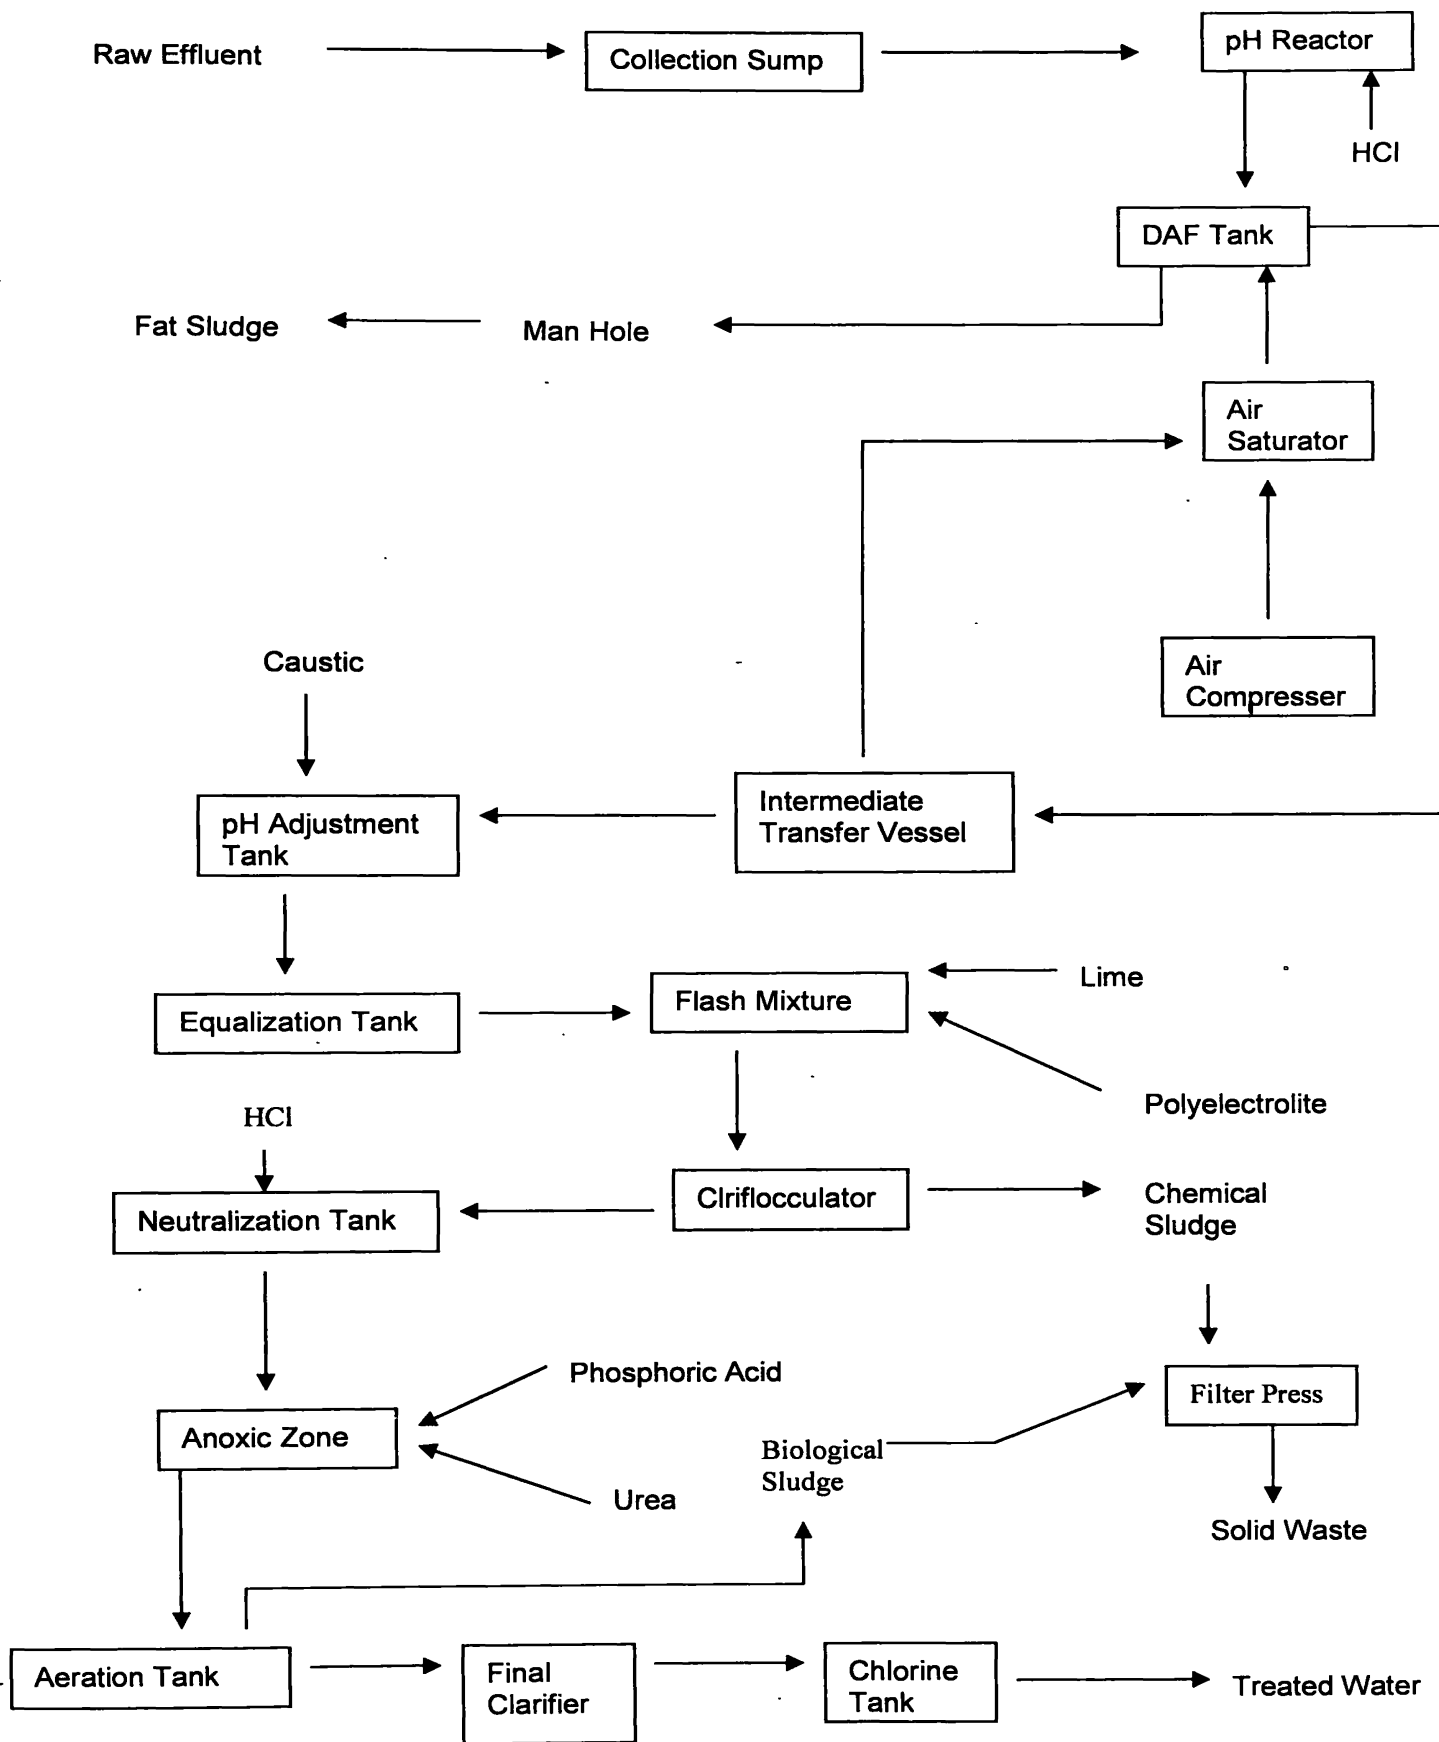 Raw Effluent
Collection Sump
pH Reactor
HCl
DAF Tank
Fat Sludge
Man Hole
Air
Saturator
Caustic
Air
Compresser
pH Adjustment
Tank
Intermediate
Transfer Vessel
Equalization Tank
Flash Mixture
Lime
Polyelectrolite
HCl
Neutralization Tank
Clriflocculator
Chemical
Sludge
Phosphoric Acid
Filter Press
Anoxic Zone
Biological
Sludge
Urea
Solid Waste
Aeration Tank
Final
Clarifier
Chlorine
Tank
Treated Water